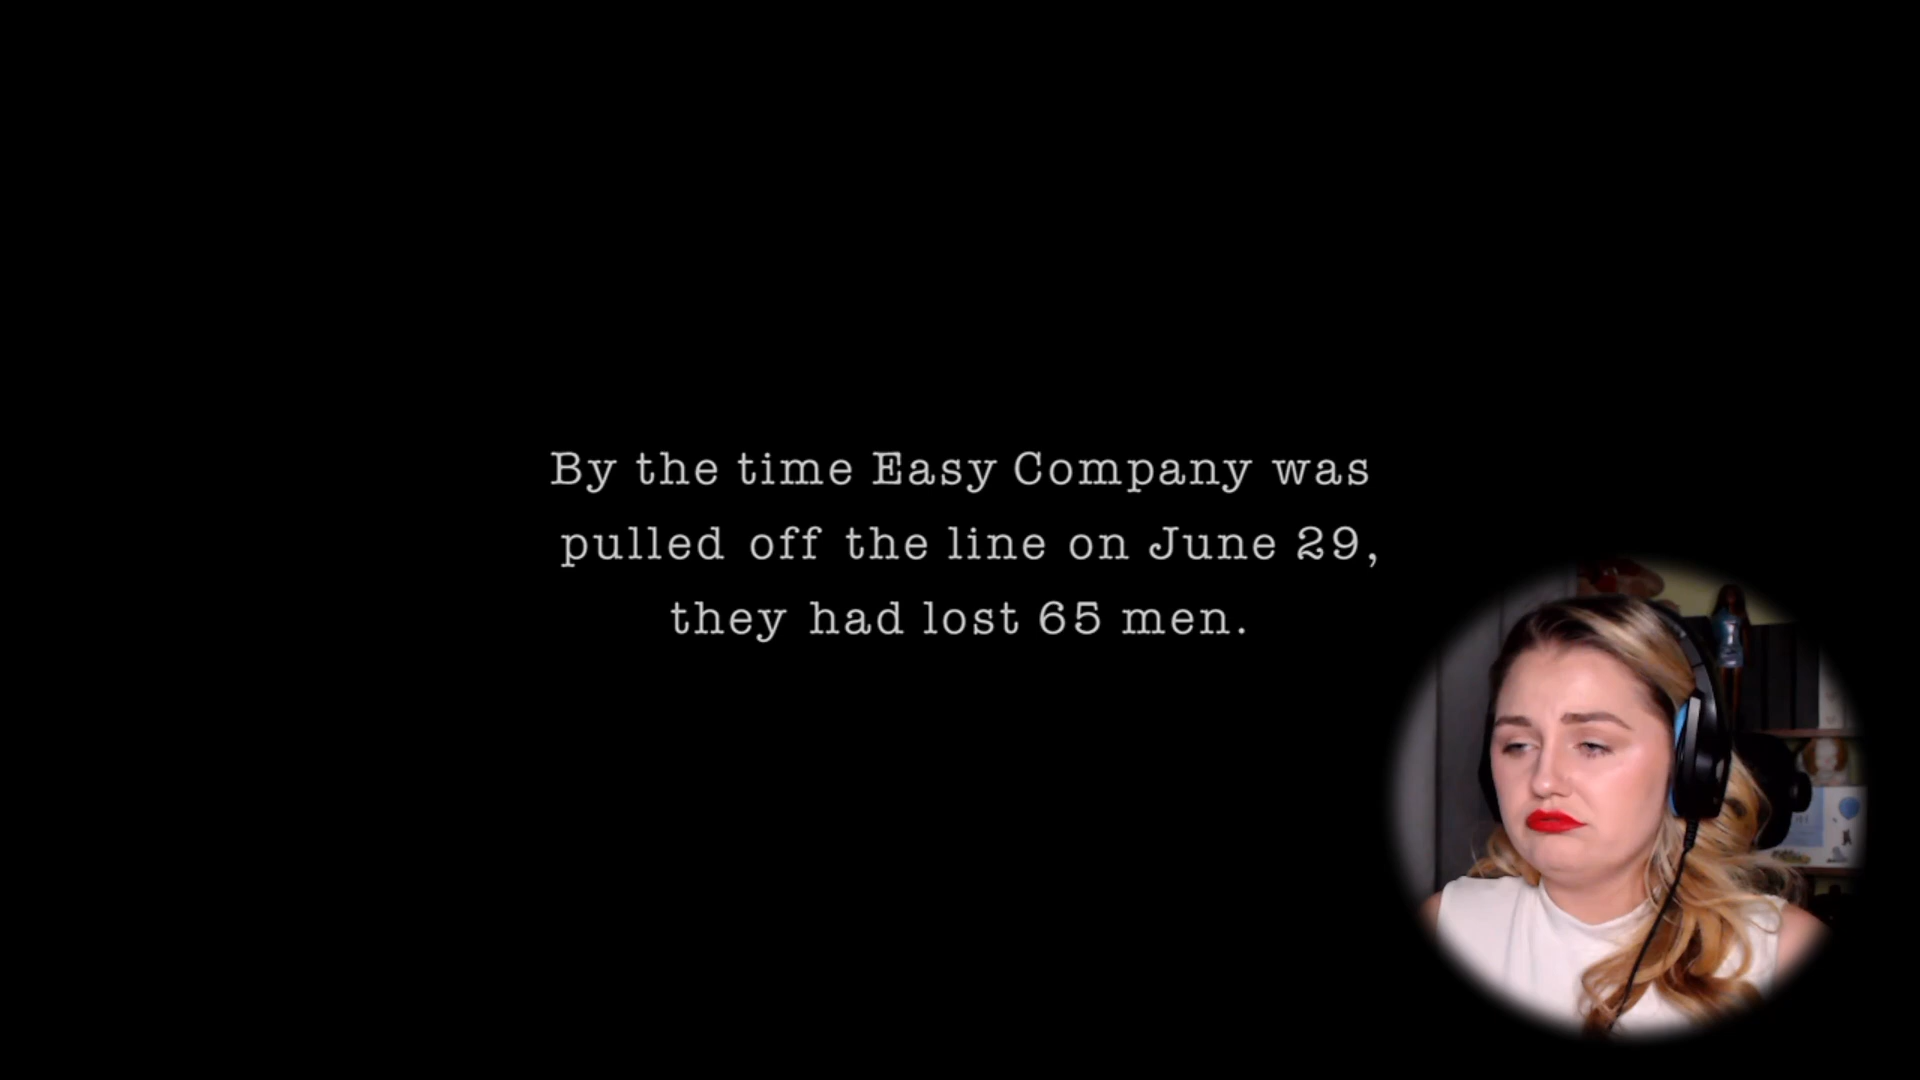 By the time Easy Company was
pulled off the line on June 29,
they had lost 65 men.